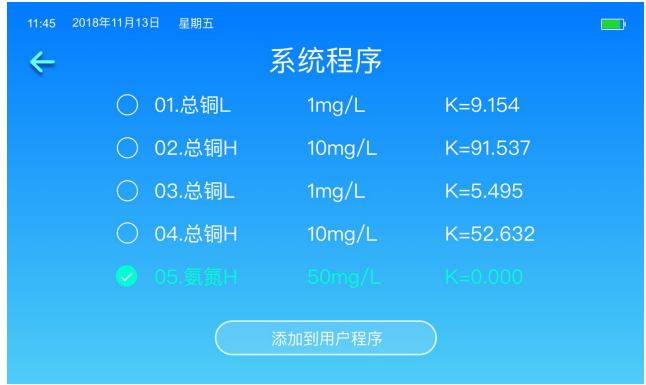 11:45 2018年11月13日 星期五
系统程序
01.总铜L 1mg/L K=9.154
02.总铜H 10mg/L K=91.537
03.总铜L 1mg/L K=5.495
04.总铜H 10mg/L K=52.632
05.氨氮H 50mg/L K=0.000
添加到用户程序